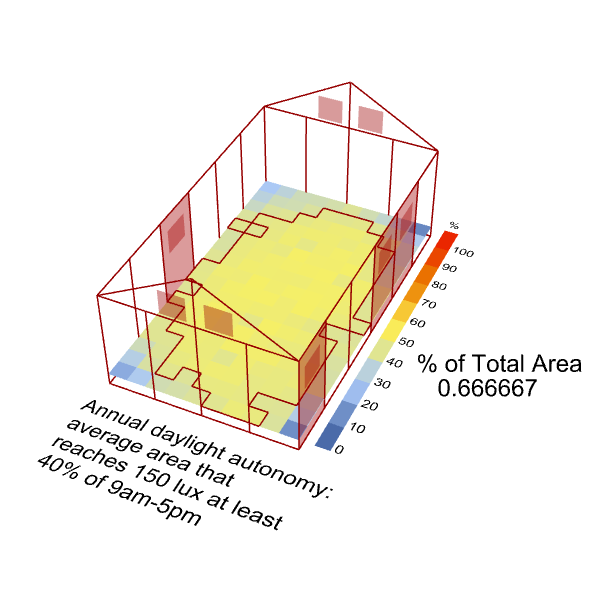 %
100
90
80
70
60
50
40
30
20
10
0
% of Total Area
0.666667
Annual daylight autonomy:
average area that
reaches 150 lux at least
40% of 9am-5pm